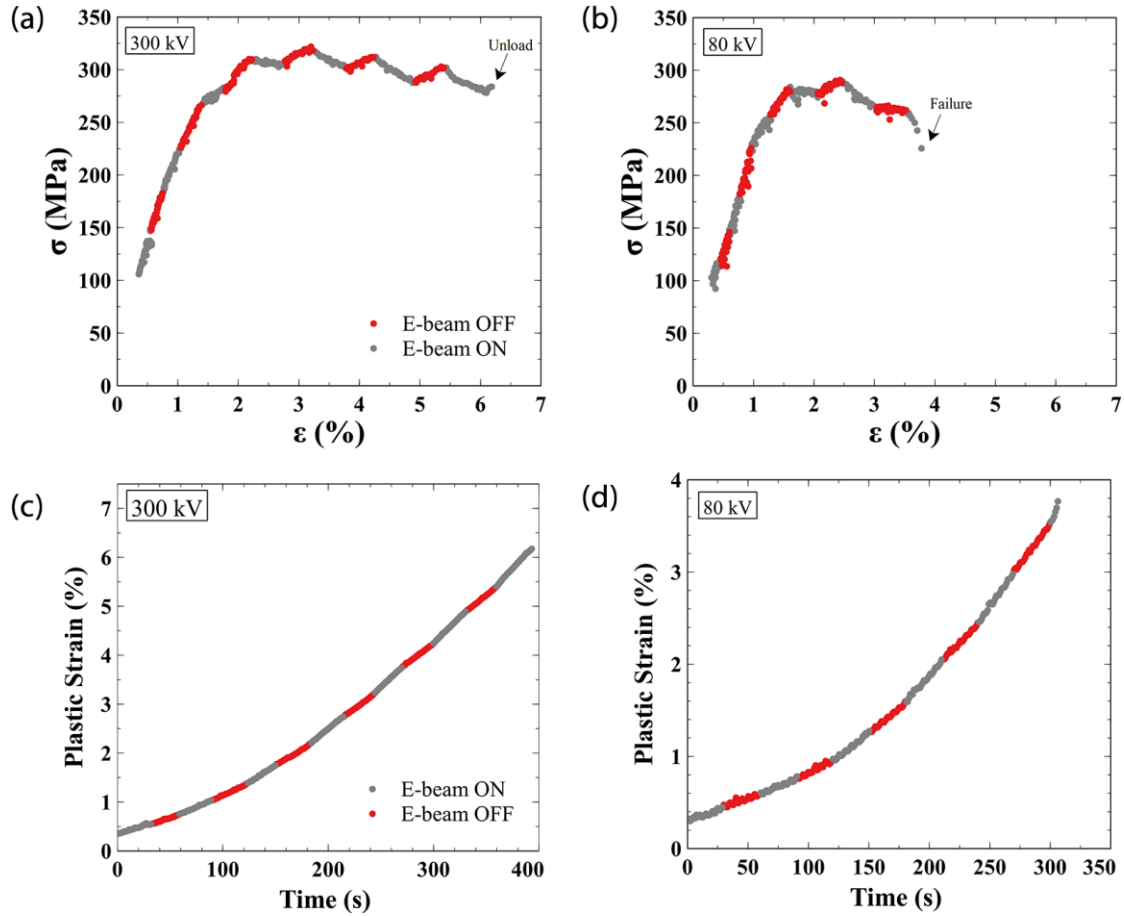 (a)
300 kV
Unload
350
300
250
200
150
100
50
0
σ (MPa)
E-beam OFF
E-beam ON
0 1 2 3 4 5 6 7
ε (%)
(b)
80 kV
Failure
350
300
250
200
150
100
50
0
σ (MPa)
0 1 2 3 4 5 6 7
ε (%)
(c)
300 kV
7
6
5
4
3
2
1
0
Plastic Strain (%)
E-beam ON
E-beam OFF
0 100 200 300 400
Time (s)
(d)
80 kV
4
3
2
1
0
Plastic Strain (%)
0 50 100 150 200 250 300 350
Time (s)